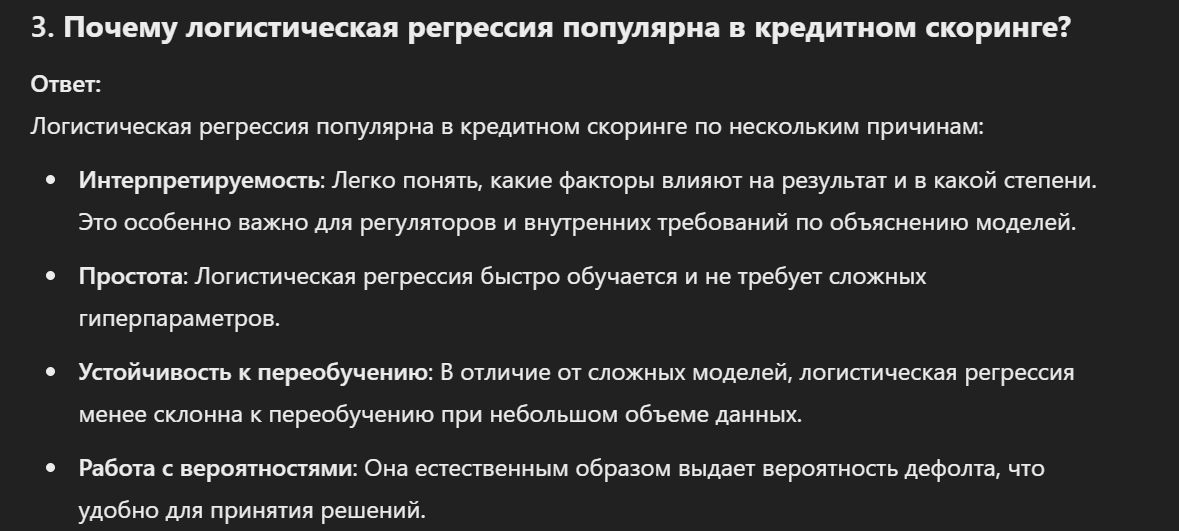 3. Почему логистическая регрессия популярна в кредитном скоринге?
Ответ:
Логистическая регрессия популярна в кредитном скоринге по нескольким причинам:
• Интерпретируемость: Легко понять, какие факторы влияют на результат и в какой степени.
Это особенно важно для регуляторов и внутренних требований по объяснению моделей.
• Простота: Логистическая регрессия быстро обучается и не требует сложных
гиперпараметров.
• Устойчивость к переобучению: В отличие от сложных моделей, логистическая регрессия
менее склонна к переобучению при небольшом объеме данных.
• Работа с вероятностями: Она естественным образом выдает вероятность дефолта, что
удобно для принятия решений.